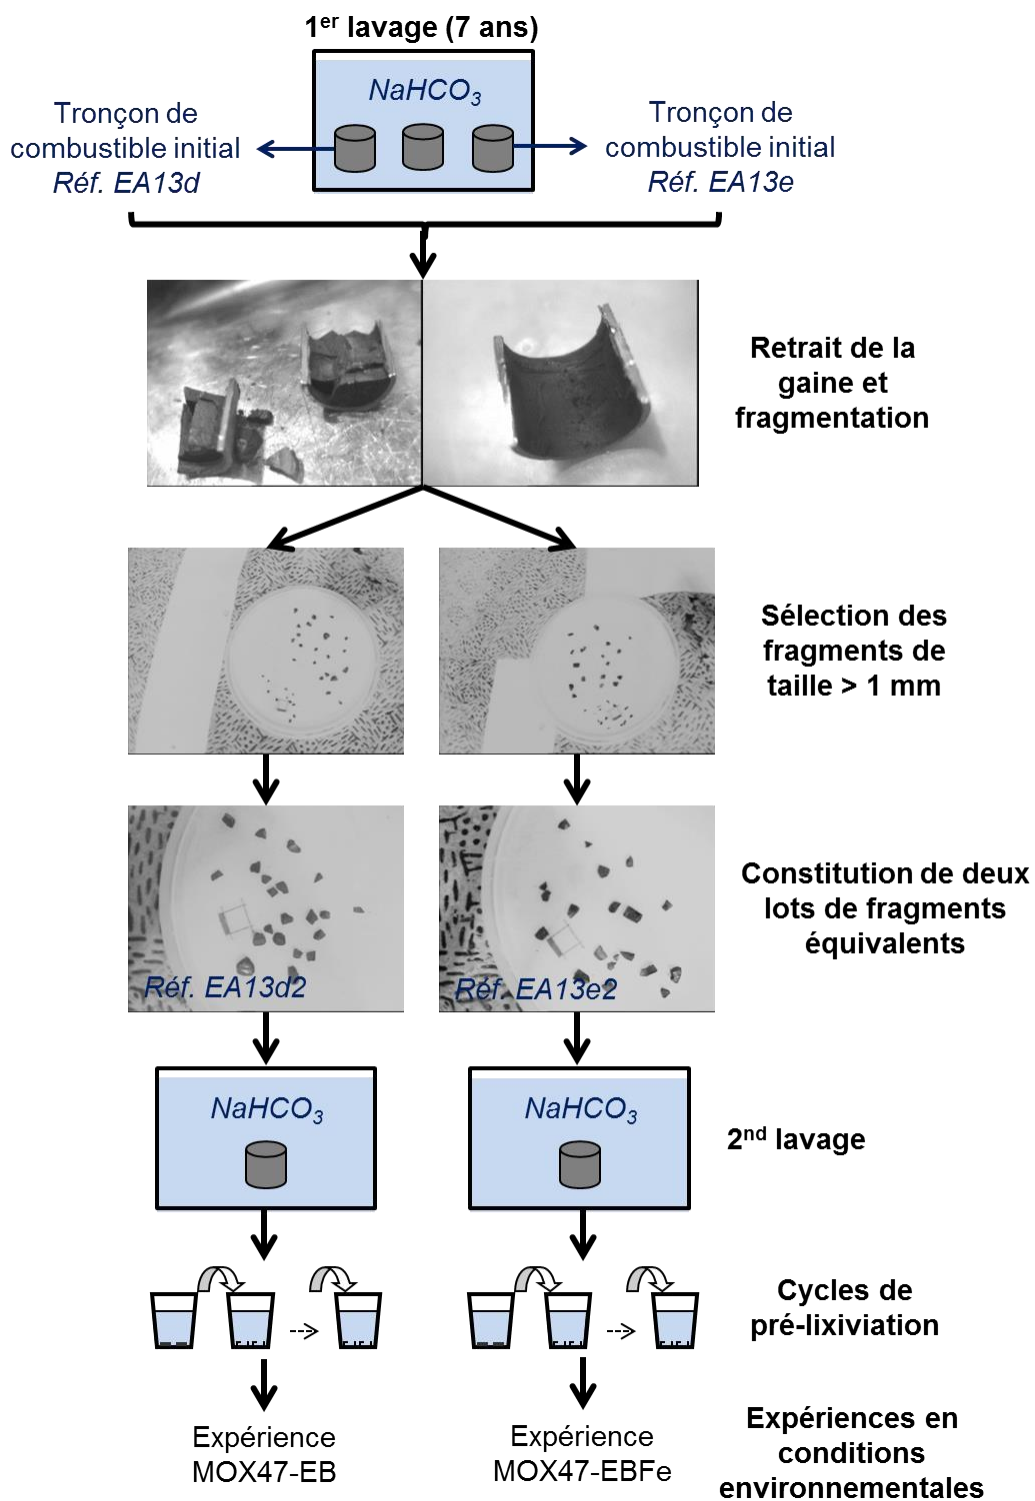 1er lavage (7 ans)
NaHCO3
Tronçon de
combustible initial
Réf. EA13d
Tronçon de
combustible initial
Réf. EA13e
Retrait de la
gaine et
fragmentation
Sélection des
fragments de
taille > 1 mm
Constitution de deux
lots de fragments
équivalents
Réf. EA13d2
Réf. EA13e2
NaHCO3
NaHCO3
2nd lavage
Cycles de
pré-lixiviation
Expérience
MOX47-EB
Expérience
MOX47-EBFe
Expériences en
conditions
environnementales